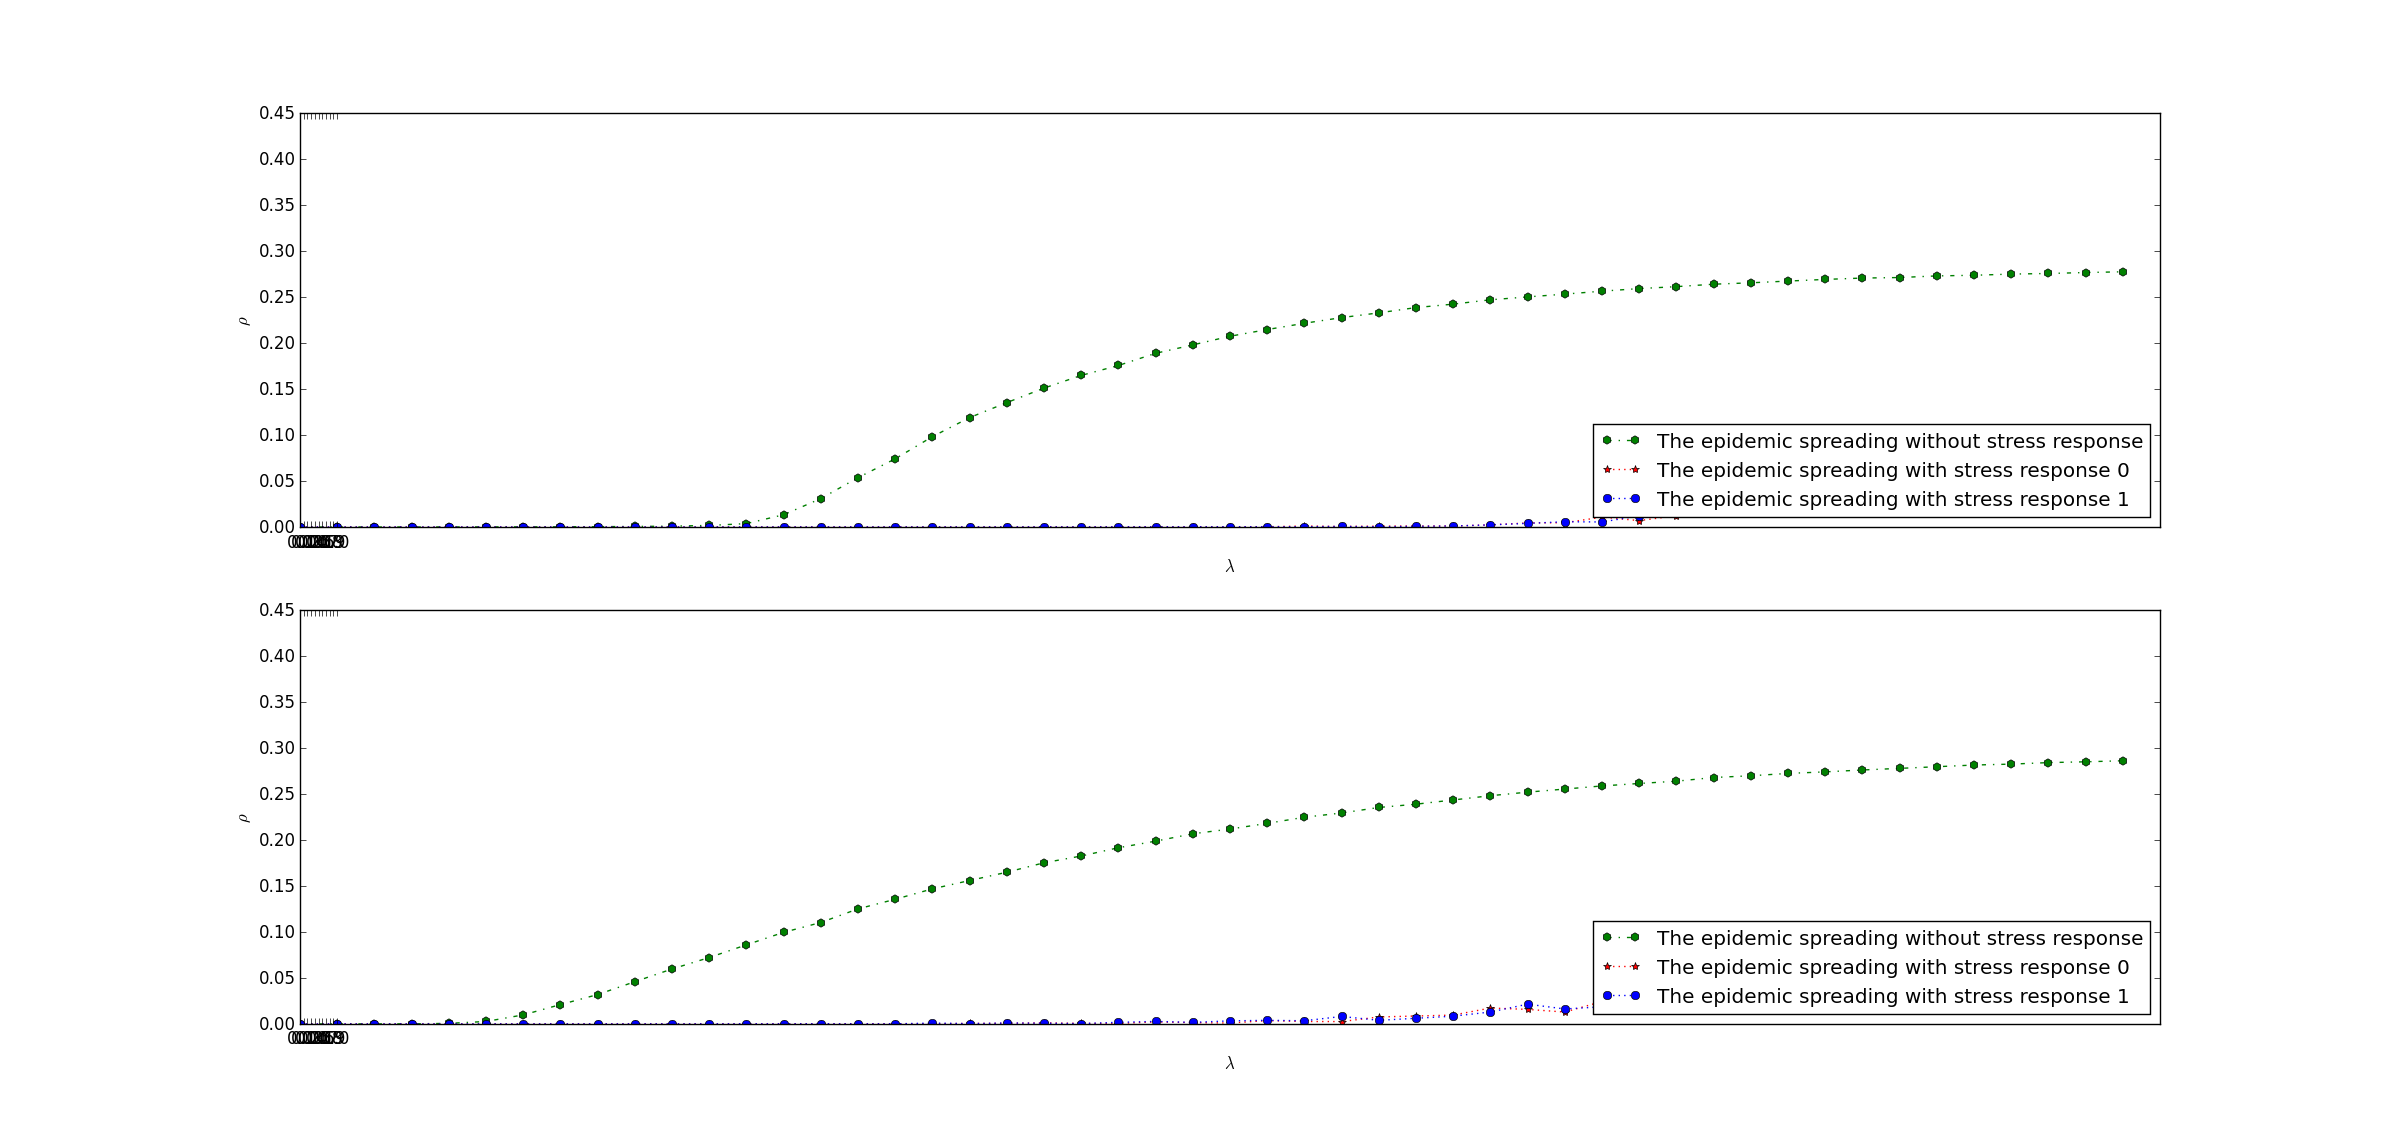 0.45
0.40
0.35
0.30
0.25
0.20
0.15
0.10
0.05
0.00
ρ
The epidemic spreading without stress response
The epidemic spreading with stress response 0
The epidemic spreading with stress response 1
λ
0.45
0.40
0.35
0.30
0.25
0.20
0.15
0.10
0.05
0.00
ρ
The epidemic spreading without stress response
The epidemic spreading with stress response 0
The epidemic spreading with stress response 1
λ